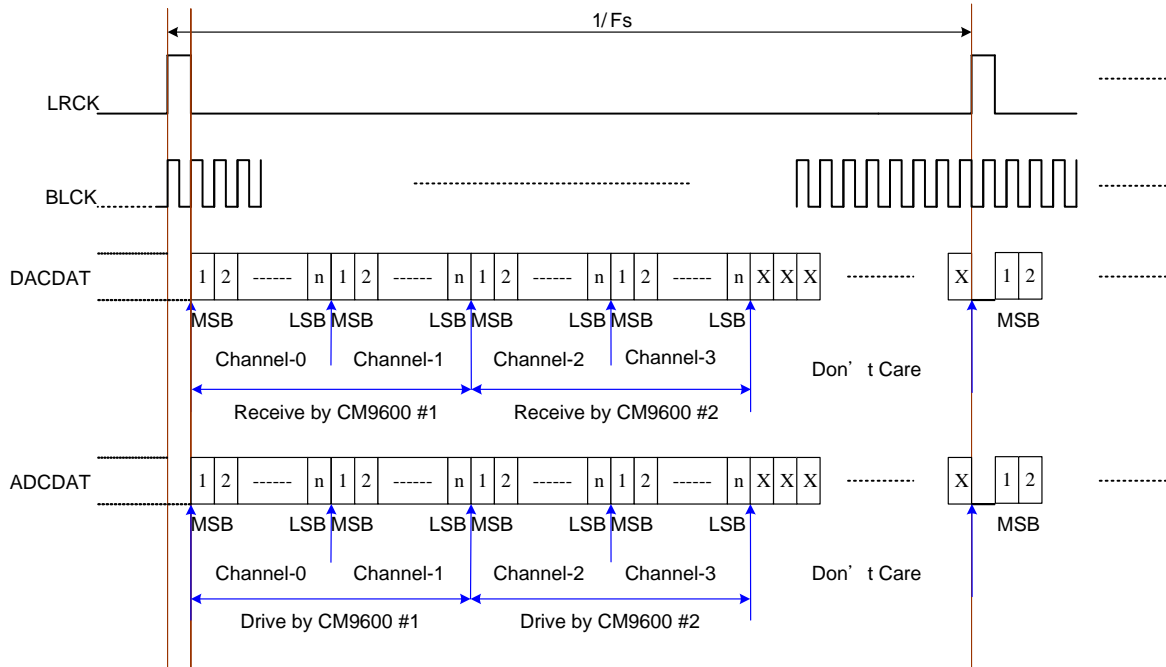 1/Fs
LRCK
BLCK
DACDAT 1 2 ------ n 1 2 ------ n 1 2 ------ n 1 2 ------ n X X X X 1 2
MSB LSB MSB LSB MSB LSB MSB LSB MSB
Channel-0 Channel-1 Channel-2 Channel-3 Don't Care
Receive by CM9600 #1 Receive by CM9600 #2
ADCDAT 1 2 ------ n 1 2 ------ n 1 2 ------ n 1 2 ------ n X X X X 1 2
MSB LSB MSB LSB MSB LSB MSB LSB MSB
Channel-0 Channel-1 Channel-2 Channel-3 Don't Care
Drive by CM9600 #1 Drive by CM9600 #2